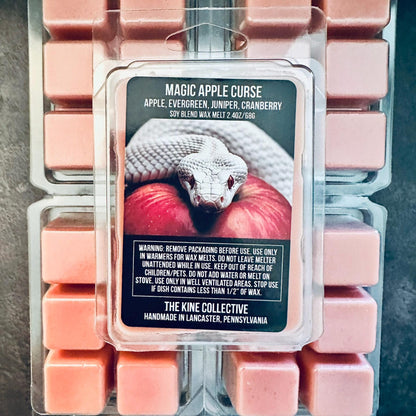 MAGIC APPLE CURSE
APPLE, EVERGREEN, JUNIPER, CRANBERRY
SOY BLEND WAX MELT 2.4OZ/68G
WARNING: REMOVE PACKAGING BEFORE USE. USE ONLY
IN WARMERS FOR WAX MELTS. DO NOT LEAVE MELTER
UNATTENDED WHILE IN USE. KEEP OUT OF REACH OF
CHILDREN/PETS. DO NOT ADD WATER OR MELT ON
STOVE. USE ONLY IN WELL VENTILATED AREAS. STOP USE
IF DISH CONTAINS LESS THAN 1/2" OF WAX.
THE KINE COLLECTIVE
HANDMADE IN LANCASTER, PENNSYLVANIA